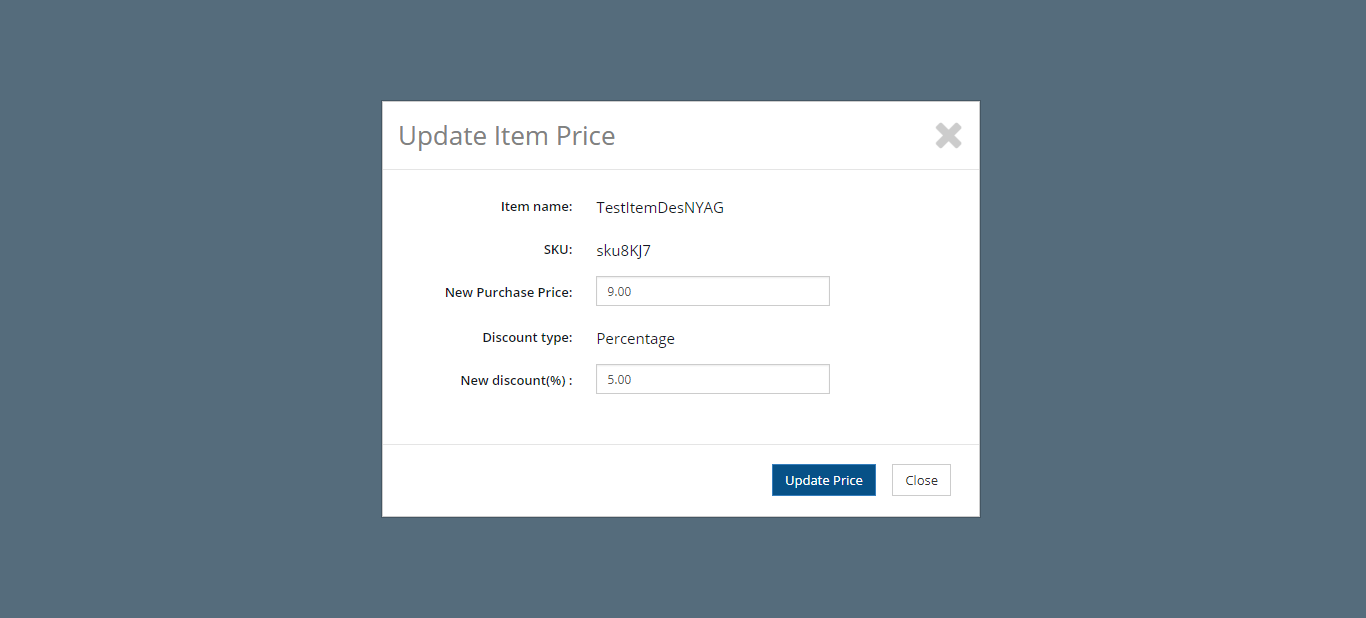 Update Item Price
Item name: TestItemDesNYAG
SKU: sku8KJ7
New Purchase Price: 9.00
Discount type: Percentage
New discount(%) : 5.00
Update Price Close